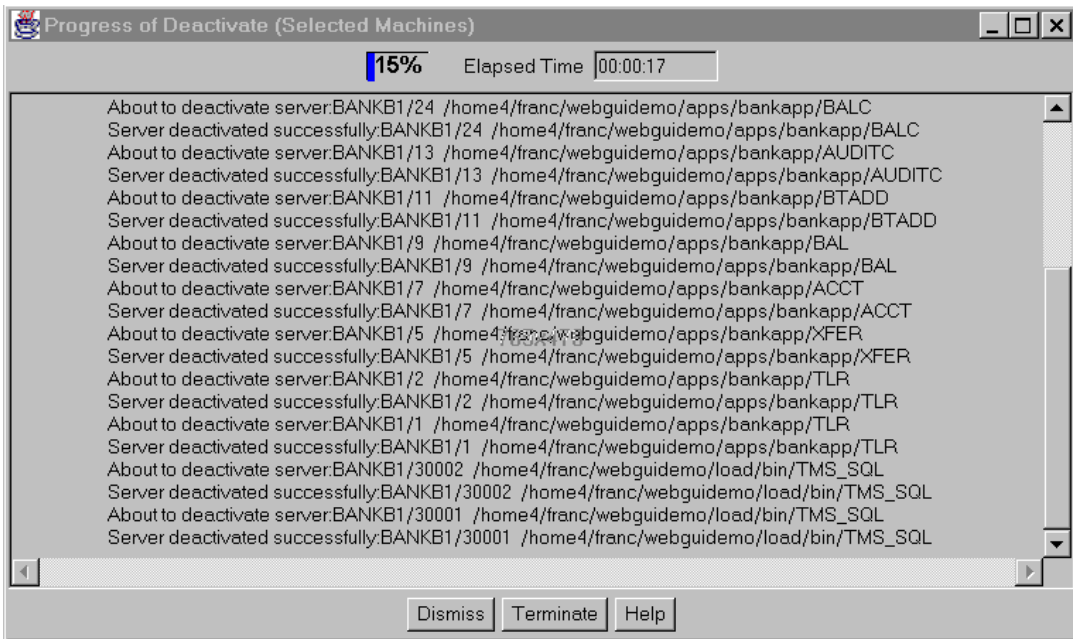 Progress of Deactivate (Selected Machines)
15% Elapsed Time 00:00:17
About to deactivate server:BANKB1/24 /home4/franc/webguidemo/apps/bankapp/BALC
Server deactivated successfully:BANKB1/24 /home4/franc/webguidemo/apps/bankapp/BALC
About to deactivate server:BANKB1/13 /home4/franc/webguidemo/apps/bankapp/AUDITC
Server deactivated successfully:BANKB1/13 /home4/franc/webguidemo/apps/bankapp/AUDITC
About to deactivate server:BANKB1/11 /home4/franc/webguidemo/apps/bankapp/BTADD
Server deactivated successfully:BANKB1/11 /home4/franc/webguidemo/apps/bankapp/BTADD
About to deactivate server:BANKB1/9 /home4/franc/webguidemo/apps/bankapp/BAL
Server deactivated successfully:BANKB1/9 /home4/franc/webguidemo/apps/bankapp/BAL
About to deactivate server:BANKB1/7 /home4/franc/webguidemo/apps/bankapp/ACCT
Server deactivated successfully:BANKB1/7 /home4/franc/webguidemo/apps/bankapp/ACCT
About to deactivate server:BANKB1/5 /home4/franc/webguidemo/apps/bankapp/XFER
Server deactivated successfully:BANKB1/5 /home4/franc/webguidemo/apps/bankapp/XFER
About to deactivate server:BANKB1/2 /home4/franc/webguidemo/apps/bankapp/TLR
Server deactivated successfully:BANKB1/2 /home4/franc/webguidemo/apps/bankapp/TLR
About to deactivate server:BANKB1/1 /home4/franc/webguidemo/apps/bankapp/TLR
Server deactivated successfully:BANKB1/1 /home4/franc/webguidemo/apps/bankapp/TLR
About to deactivate server:BANKB1/30002 /home4/franc/webguidemo/load/bin/TMS_SQL
Server deactivated successfully:BANKB1/30002 /home4/franc/webguidemo/load/bin/TMS_SQL
About to deactivate server:BANKB1/30001 /home4/franc/webguidemo/load/bin/TMS_SQL
Server deactivated successfully:BANKB1/30001 /home4/franc/webguidemo/load/bin/TMS_SQL
Dismiss Terminate Help